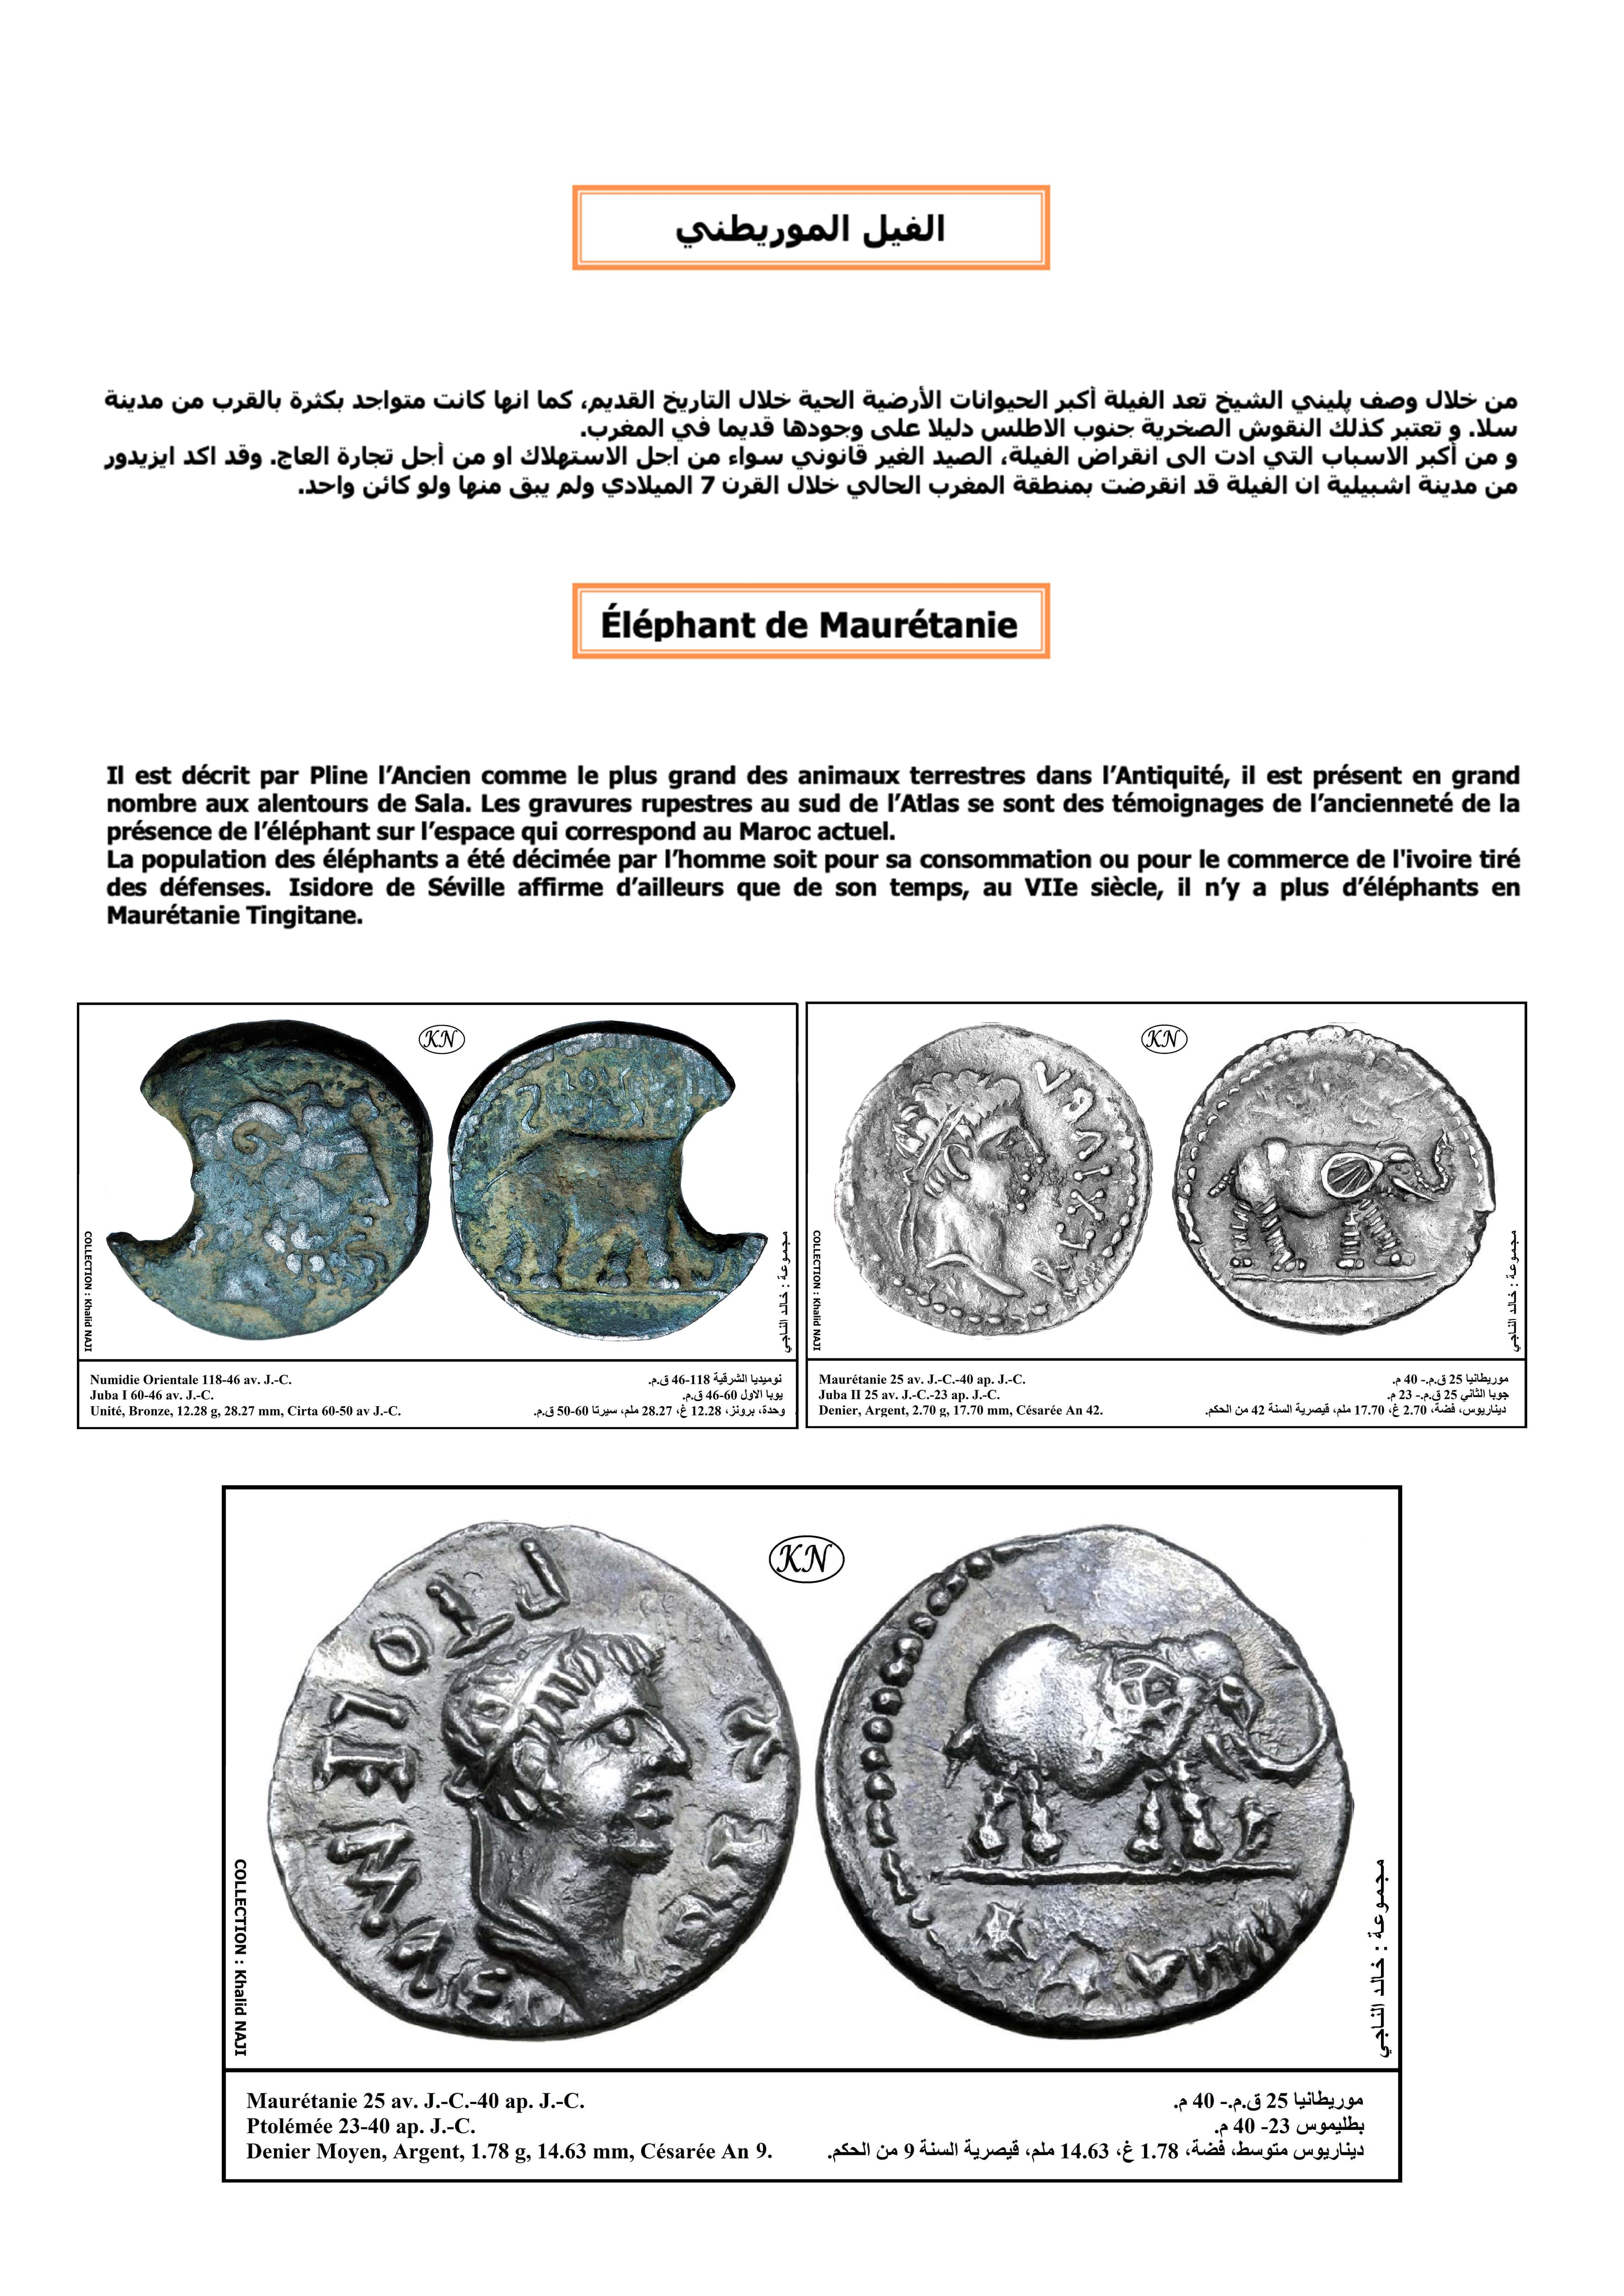 الفيل الموريطني
من خلال وصف پليني الشيخ تعد الفيلة أكبر الحيوانات الأرضية الحية خلال التاريخ القديم، كما انها كانت متواجد بكثرة بالقرب من مدينة
سلا. و تعتبر كذلك النقوش الصخرية جنوب الاطلس دليلا على وجودها قديما في المغرب.
و من أكبر الاسباب التي ادت الى انقراض الفيلة، الصيد الغير قانوني سواء من اجل الاستهلاك او من أجل تجارة العاج. وقد اكد ايزيدور
من مدينة اشبيلية ان الفيلة قد انقرضت بمنطقة المغرب الحالي خلال القرن 7 الميلادي ولم يبق منها ولو كائن واحد.
Éléphant de Maurétanie
Il est décrit par Pline l’Ancien comme le plus grand des animaux terrestres dans l’Antiquité, il est présent en grand
nombre aux alentours de Sala. Les gravures rupestres au sud de l’Atlas se sont des témoignages de l’ancienneté de la
présence de l’éléphant sur l’espace qui correspond au Maroc actuel.
La population des éléphants a été décimée par l’homme soit pour sa consommation ou pour le commerce de l'ivoire tiré
des défenses. Isidore de Séville affirme d’ailleurs que de son temps, au VIIe siècle, il n’y a plus d’éléphants en
Maurétanie Tingitane.
KN
COLLECTION : Khalid NAJI
مجموعة : خالد الناجي
Numidie Orientale 118-46 av. J.-C.
Juba I 60-46 av. J.-C.
Unité, Bronze, 12.28 g, 28.27 mm, Cirta 60-50 av J.-C.
نوميديا الشرقية 118-46 ق.م.
يوبا الاول 60-46 ق.م.
وحدة، برونز، 12.28 غ، 28.27 ملم، سيرتا 60-50 ق.م.
KN
COLLECTION : Khalid NAJI
مجموعة : خالد الناجي
Maurétanie 25 av. J.-C.-40 ap. J.-C.
Juba II 25 av. J.-C.-23 ap. J.-C.
Denier, Argent, 2.70 g, 17.70 mm, Césarée An 42.
موريطانيا 25 ق.م.- 40 م.
جوبا الثاني 25 ق.م.- 23 م.
ديناريوس، فضة، 2.70 غ، 17.70 ملم، قيصرية السنة 42 من الحكم.
KN
COLLECTION : Khalid NAJI
مجموعة : خالد الناجي
Maurétanie 25 av. J.-C.-40 ap. J.-C.
Ptolémée 23-40 ap. J.-C.
Denier Moyen, Argent, 1.78 g, 14.63 mm, Césarée An 9.
موريطانيا 25 ق.م.- 40 م.
بطليموس 23- 40 م.
ديناريوس متوسط، فضة، 1.78 غ، 14.63 ملم، قيصرية السنة 9 من الحكم.